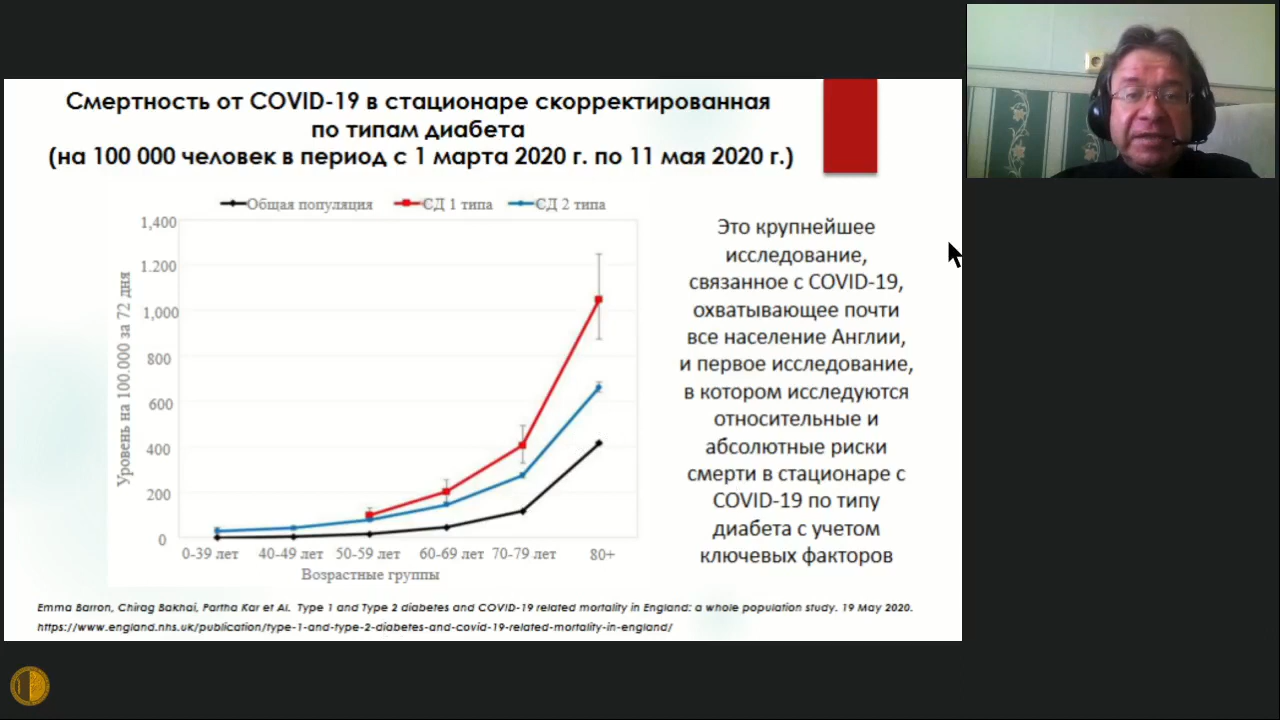 Смертность от COVID-19 в стационаре скорректированная
по типам диабета
(на 100 000 человек в период с 1 марта 2020 г. по 11 мая 2020 г.)
Общая популяция СД 1 типа СД 2 типа
1,400
1.200
1,000
800
600
400
200
0
Уровень на 100.000 за 72 дня
0-39 лет 40-49 лет 50-59 лет 60-69 лет 70-79 лет 80+
Возрастные группы
Это крупнейшее
исследование,
связанное с COVID-19,
охватывающее почти
все население Англии,
и первое исследование,
в котором исследуются
относительные и
абсолютные риски
смерти в стационаре с
COVID-19 по типу
диабета с учетом
ключевых факторов
Emma Barron, Chirag Bakhai, Partha Kar et Al. Type 1 and Type 2 diabetes and COVID-19 related mortality in England: a whole population study. 19 May 2020.
https://www.england.nhs.uk/publication/type-1-and-type-2-diabetes-and-covid-19-related-mortality-in-england/